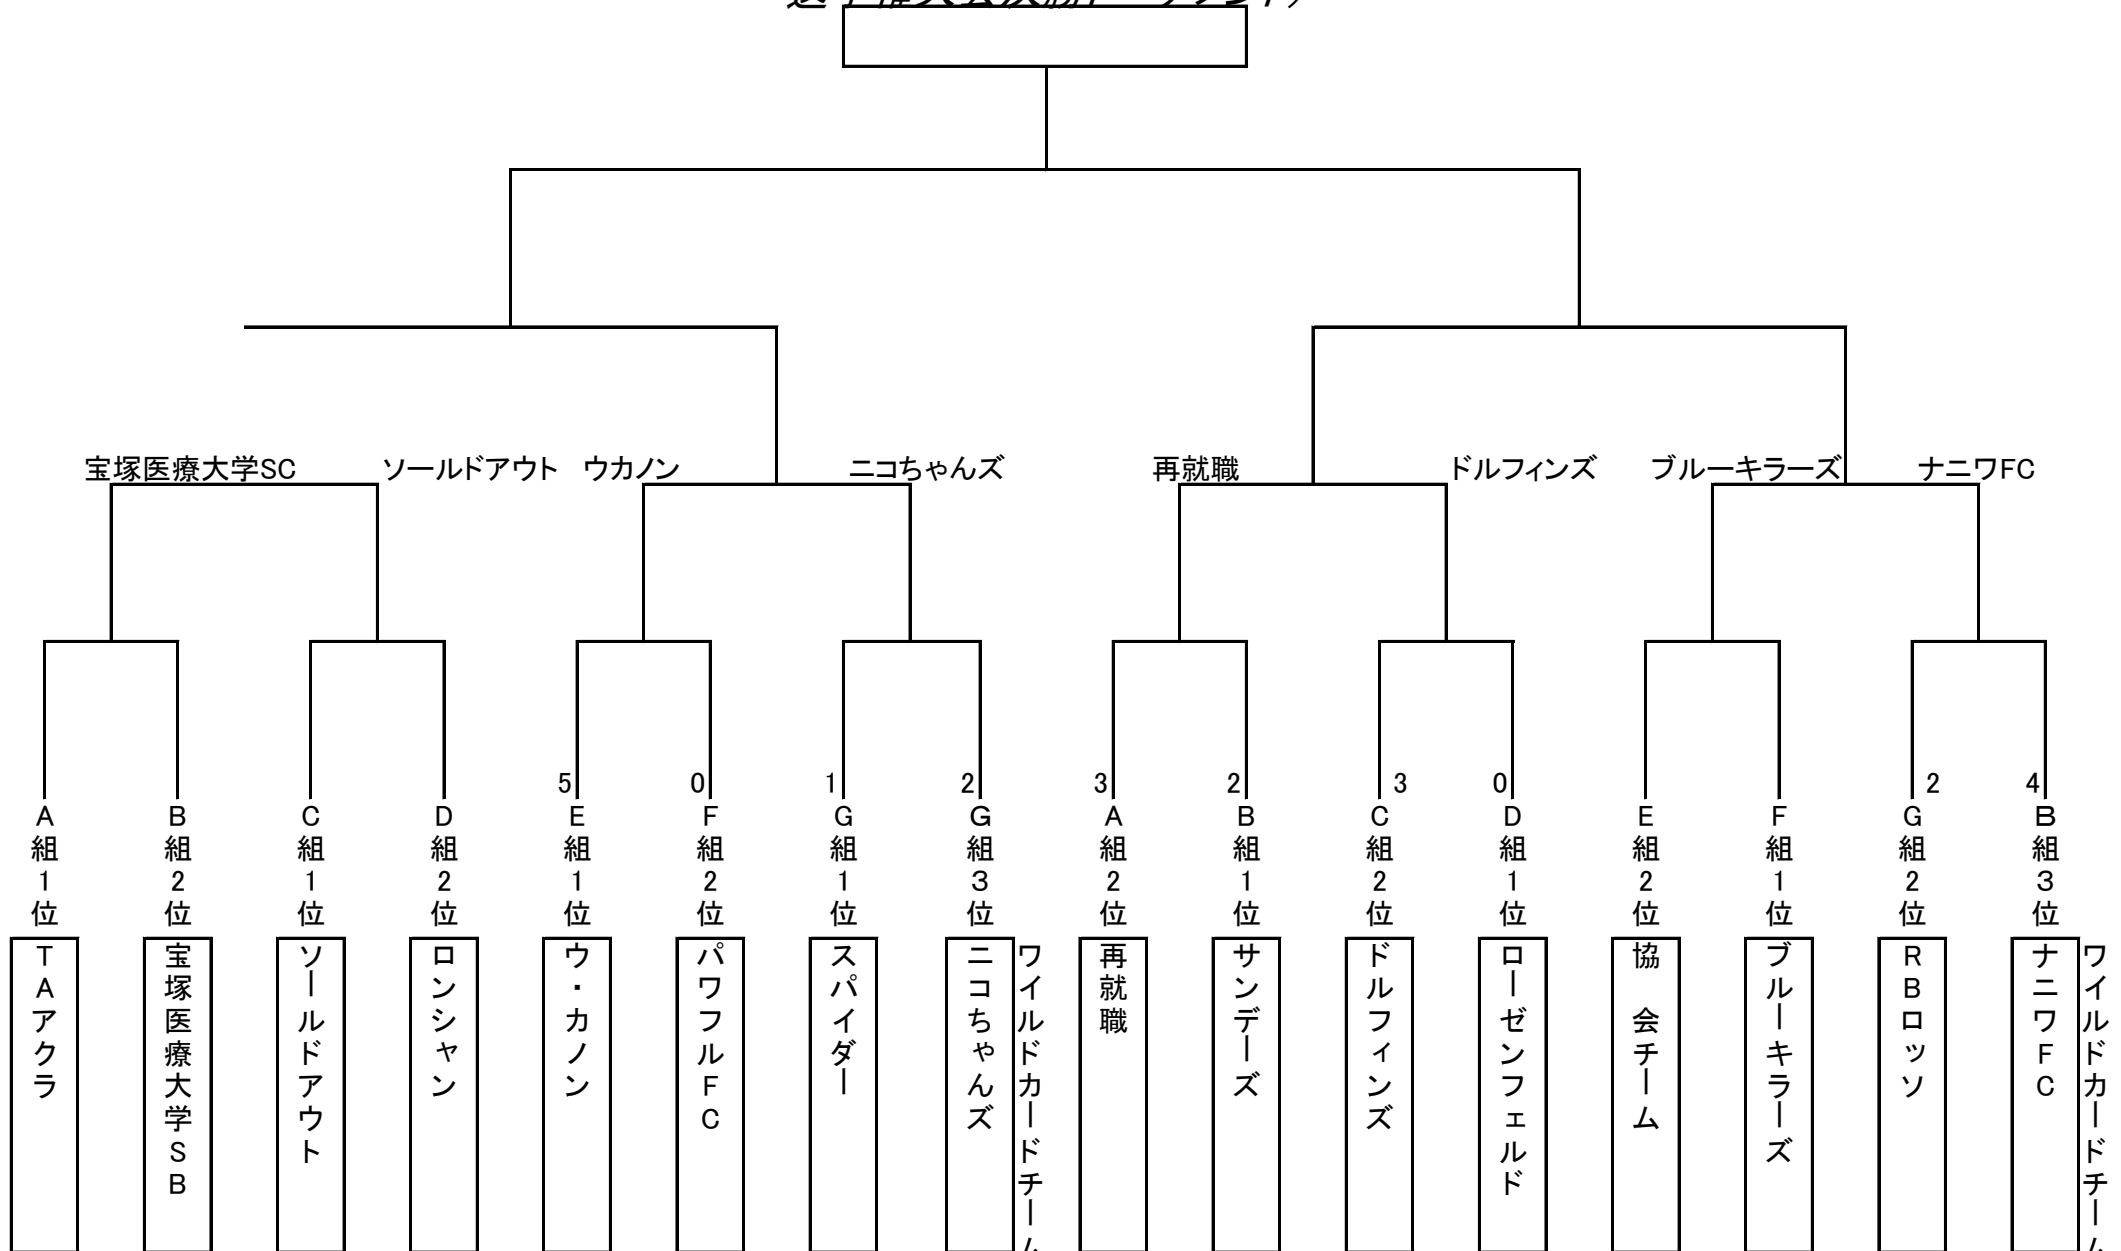 宝塚医療大学SC
ソールドアウト
ウカノン
ニコちゃんズ
再就職
ドルフィンズ
ブルーキラーズ
ナニワFC
5
0
1
2
3
2
3
0
2
4
A組1位
B組2位
C組1位
D組2位
E組1位
F組2位
G組1位
G組3位
A組2位
B組1位
C組2位
D組1位
E組2位
F組1位
G組2位
B組3位
TAアクラ
宝塚医療大学SB
ソールドアウト
ロンシャン
ウ・カノン
パワフルFC
スパイダー
ニコちゃんズ
ワイルドカードチーム
再就職
サンデーズ
ドルフィンズ
ローゼンフェルド
協 会チーム
ブルーキラーズ
RBロッソ
ナニワFC
ワイルドカードチーム